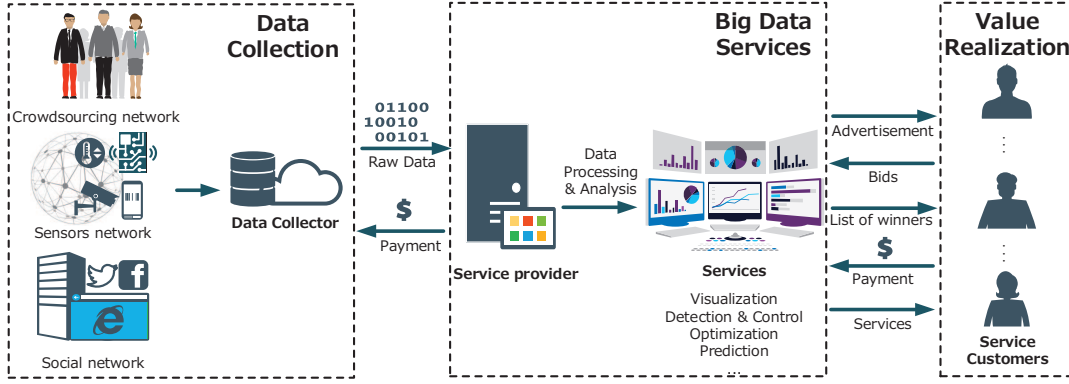 Data
Collection
Crowdsourcing network
Sensors network
Social network
Data Collector
01100
10010
00101
Raw Data
$
Payment
Big Data
Services
Service provider
Data
Processing
& Analysis
Services
Visualization
Detection & Control
Optimization
Prediction
...
Advertisement
Bids
List of winners
$
Payment
Services
Value
Realization
...
...
Service
Customers